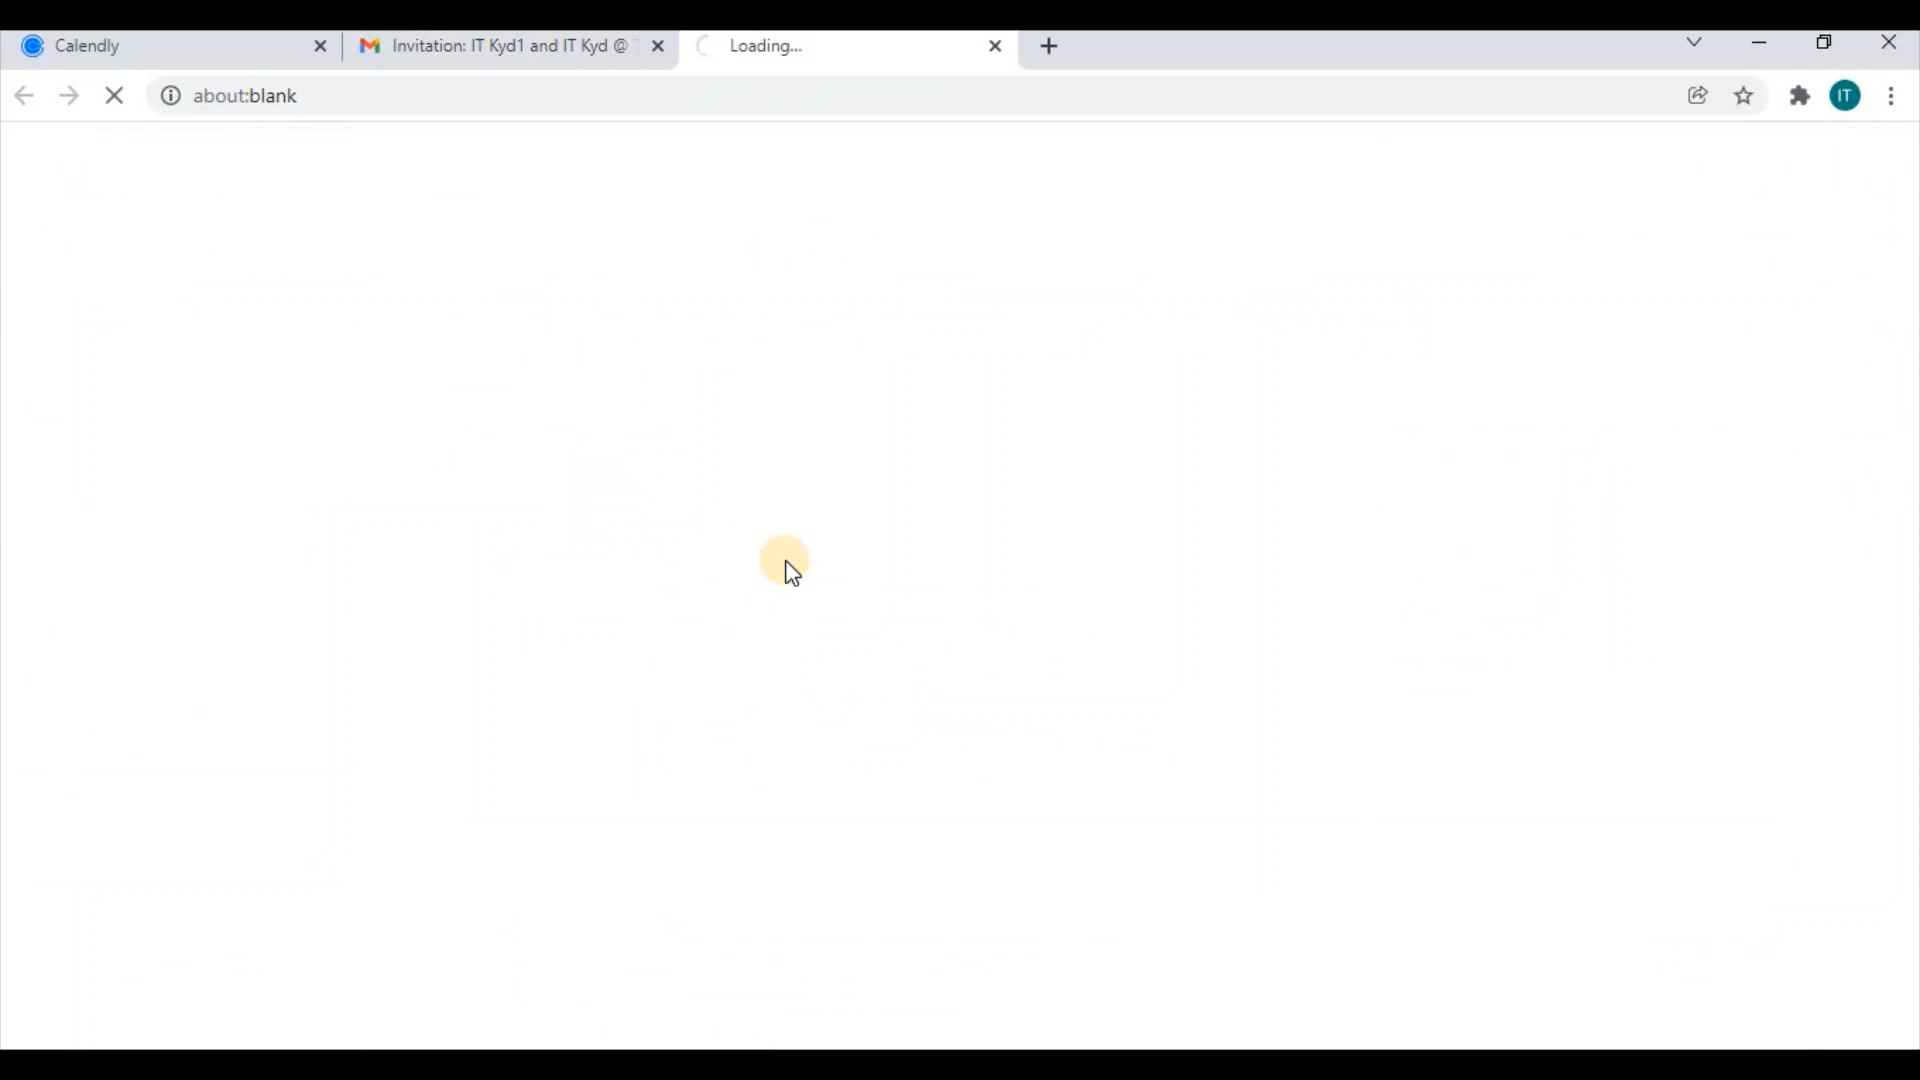 Calendly
Invitation: IT Kyd1 and IT Kyd @
Loading...
about:blank
IT